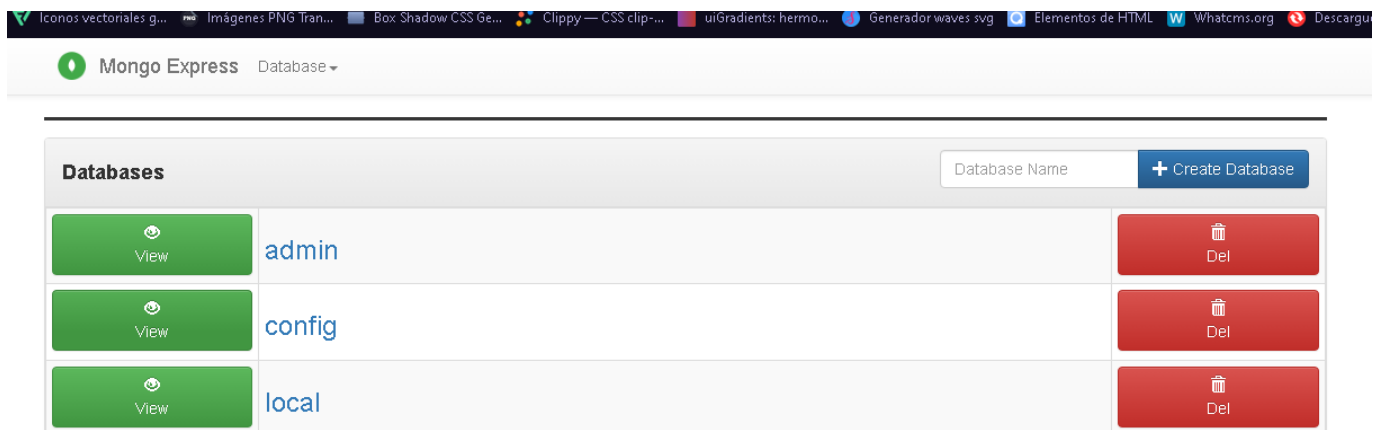 Iconos vectoriales g... Imágenes PNG Tran... Box Shadow CSS Ge... Clippy — CSS clip-... uiGradients: hermo... Generador waves svg Elementos de HTML W Whatcms.org Descargu
Mongo Express Database
Databases Database Name + Create Database
View admin Del
View config Del
View local Del